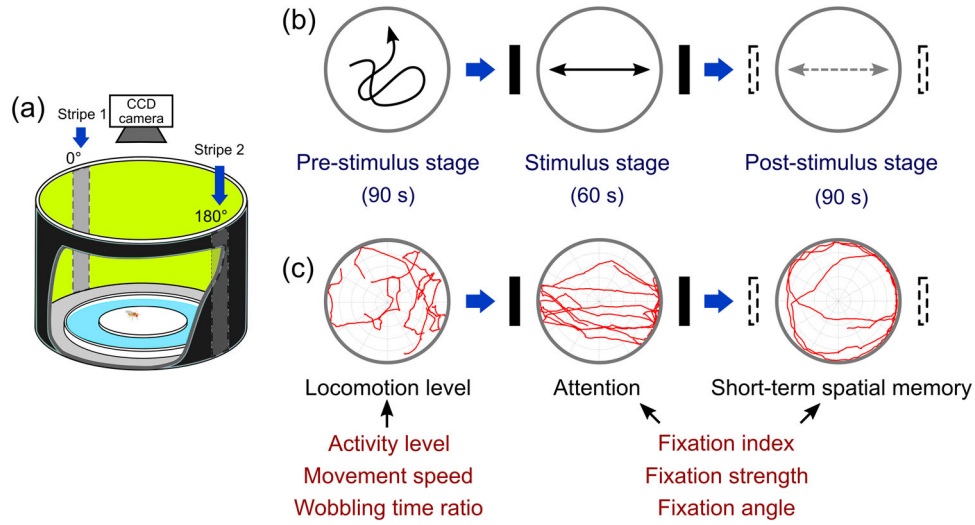 (a)
Stripe 1
CCD
camera
0°
Stripe 2
180°
(b)
Pre-stimulus stage
(90 s)
Stimulus stage
(60 s)
Post-stimulus stage
(90 s)
(c)
Locomotion level
Attention
Short-term spatial memory
Activity level
Movement speed
Wobbling time ratio
Fixation index
Fixation strength
Fixation angle